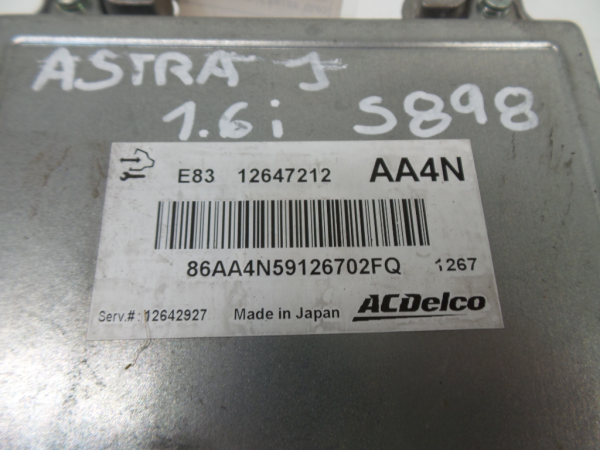 ASTRA J
1.6i S898
E83 12647212 AA4N
86AA4N59126702FQ 1267
Serv.#: 12642927 Made in Japan ACDelco